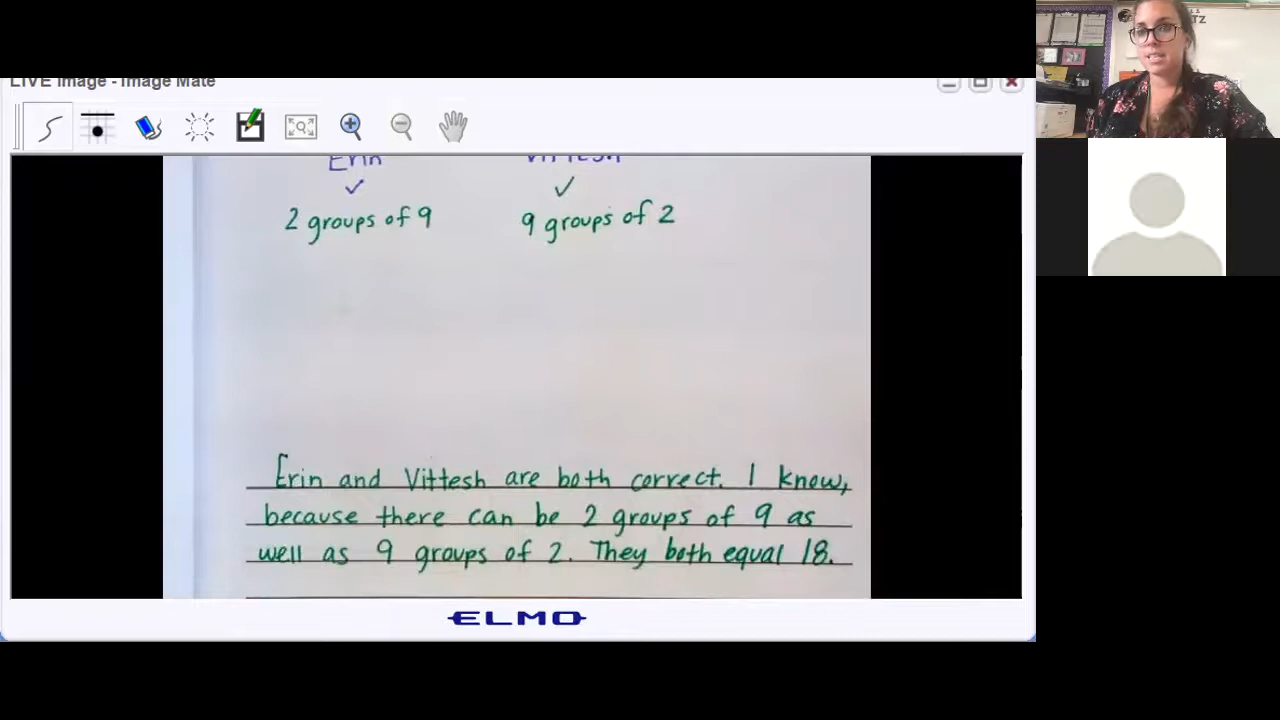 LIVE Image - Image Mate
Erin Vittesh
2 groups of 9 9 groups of 2
Erin and Vittesh are both correct. I know,
because there can be 2 groups of 9 as
well as 9 groups of 2. They both equal 18.
ELMO